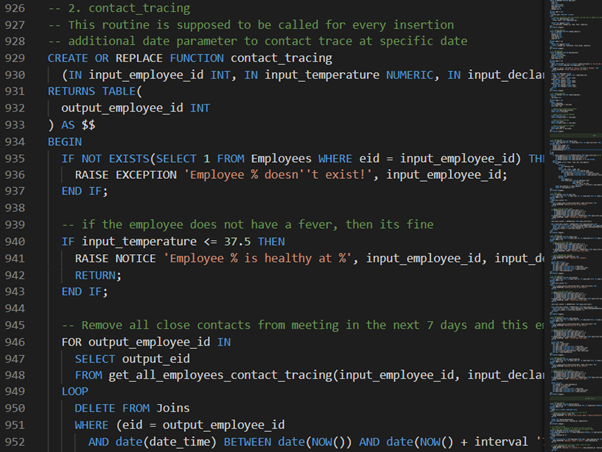 926 -- 2. contact_tracing
927 -- This routine is supposed to be called for every insertion
928 -- additional date parameter to contact trace at specific date
929 CREATE OR REPLACE FUNCTION contact_tracing
930 (IN input_employee_id INT, IN input_temperature NUMERIC, IN input_declar
931 RETURNS TABLE(
932 output_employee_id INT
933 ) AS $$
934 BEGIN
935 IF NOT EXISTS(SELECT 1 FROM Employees WHERE eid = input_employee_id) THE
936 RAISE EXCEPTION 'Employee % doesn''t exist!', input_employee_id;
937 END IF;
938
939 -- if the employee does not have a fever, then its fine
940 IF input_temperature <= 37.5 THEN
941 RAISE NOTICE 'Employee % is healthy at %', input_employee_id, input_de
942 RETURN;
943 END IF;
944
945 -- Remove all close contacts from meeting in the next 7 days and this em
946 FOR output_employee_id IN
947 SELECT output_eid
948 FROM get_all_employees_contact_tracing(input_employee_id, input_declar
949 LOOP
950 DELETE FROM Joins
951 WHERE (eid = output_employee_id
952 AND date(date_time) BETWEEN date(NOW()) AND date(NOW() + interval '